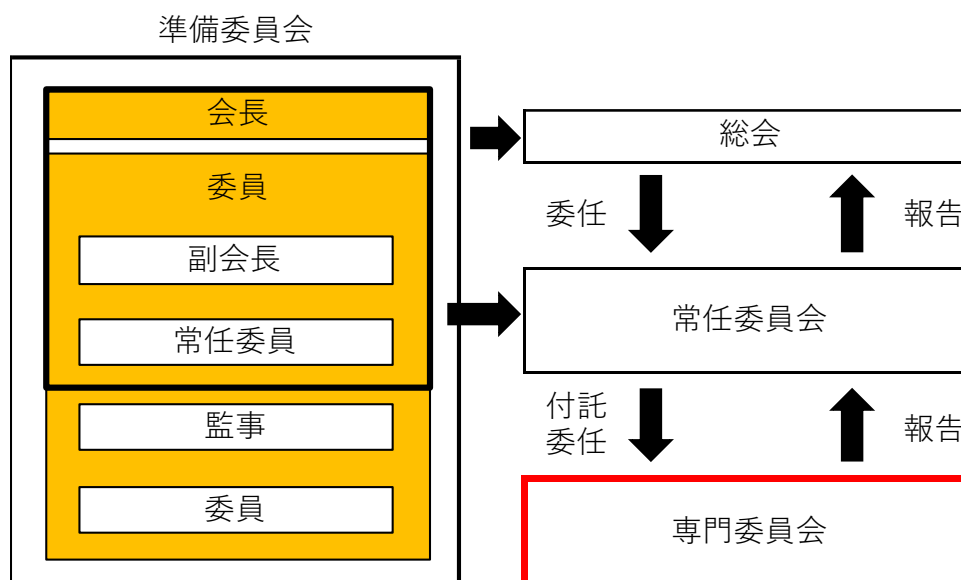 準備委員会
会長
委員
副会長
常任委員
監事
委員
総会
委任
報告
常任委員会
付託
委任
報告
専門委員会